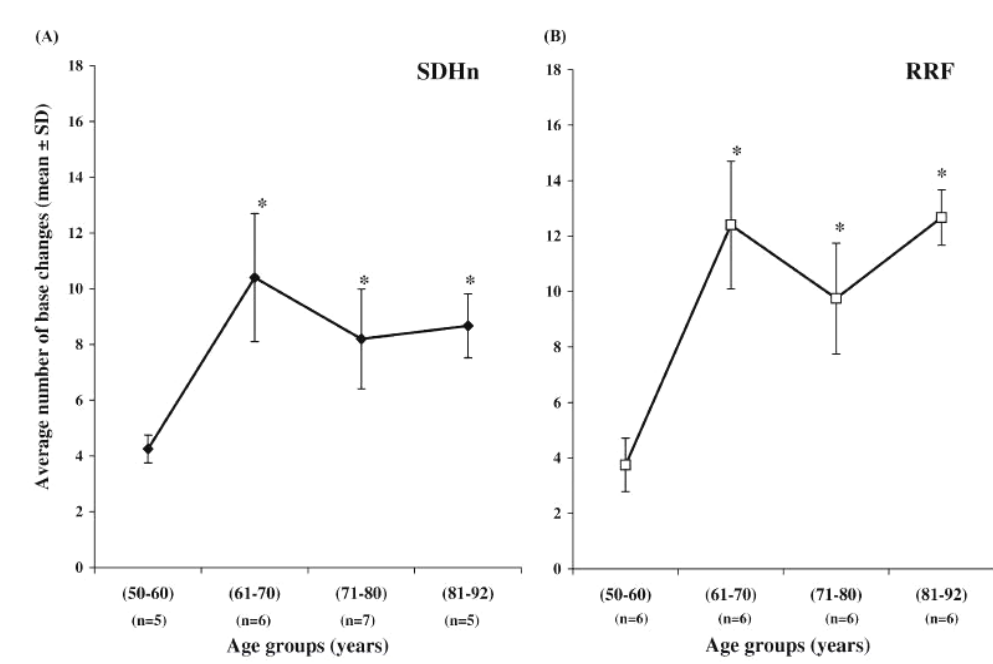 (A)
SDHn
Average number of base changes (mean ± SD)
18
16
14
12
10
8
6
4
2
0
*
*
*
(50-60) (61-70) (71-80) (81-92)
(n=5) (n=6) (n=7) (n=5)
Age groups (years)
(B)
RRF
18
16
14
12
10
8
6
4
2
0
*
*
*
(50-60) (61-70) (71-80) (81-92)
(n=6) (n=6) (n=6) (n=6)
Age groups (years)